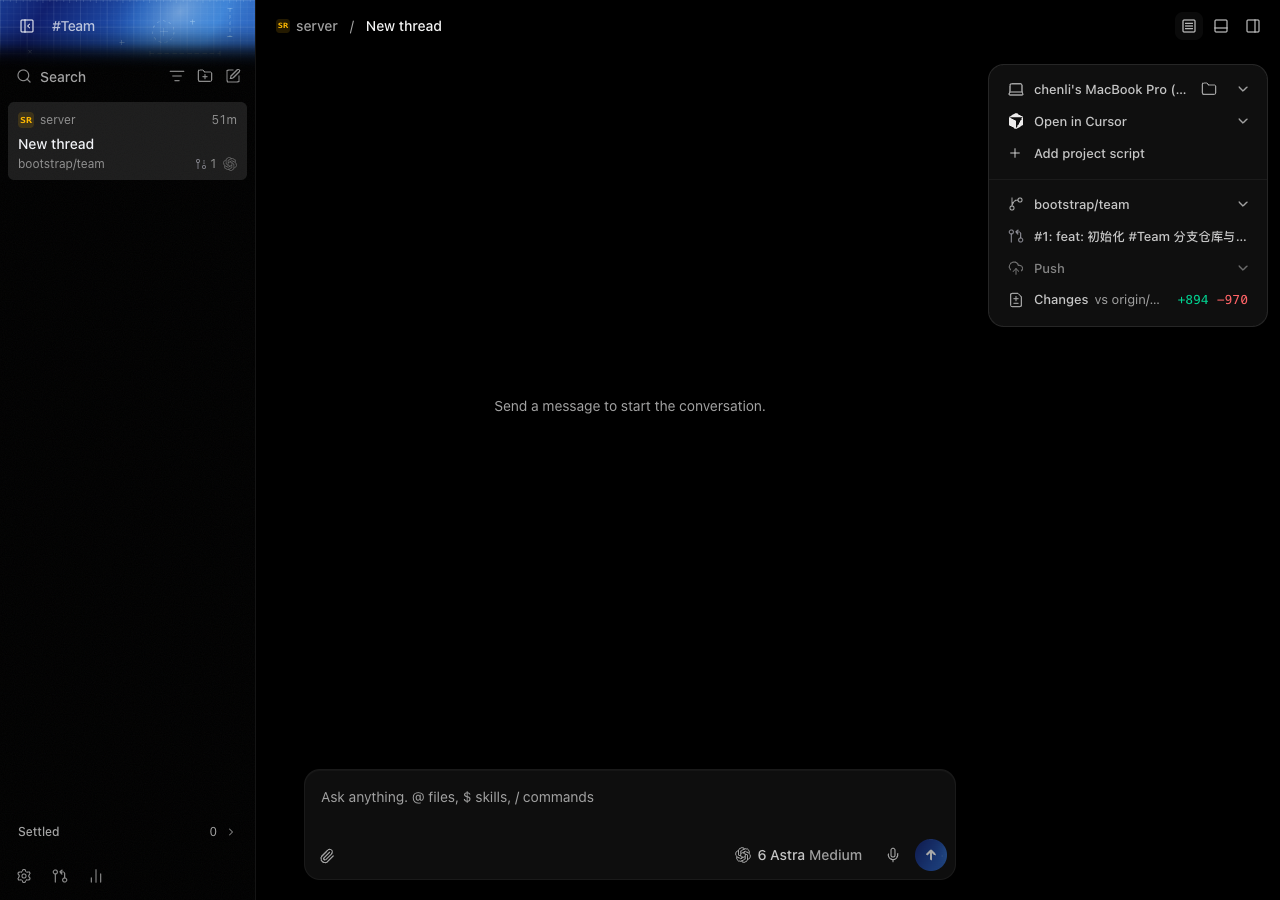 #Team
Search
SR server 51m
New thread
bootstrap/team 1
Settled 0
SR server / New thread
Send a message to start the conversation.
Ask anything. @ files, $ skills, / commands
6 Astra Medium
chenli's MacBook Pro (...
Open in Cursor
Add project script
bootstrap/team
#1: feat: 初始化 #Team 分支仓库与...
Push
Changes vs origin/... +894 −970